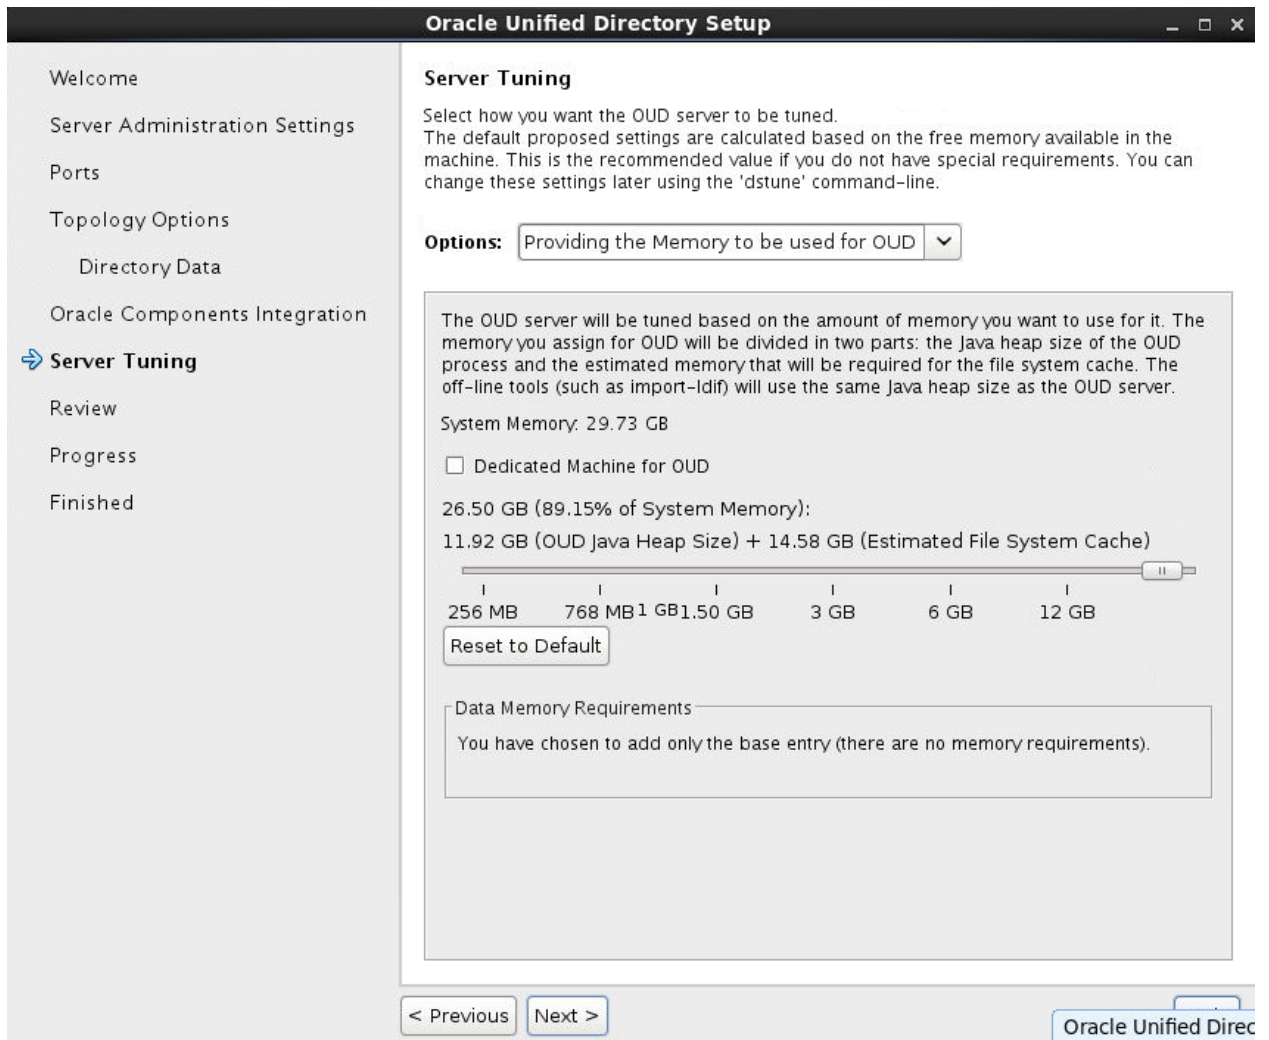 Oracle Unified Directory Setup
Welcome
Server Administration Settings
Ports
Topology Options
Directory Data
Oracle Components Integration
Server Tuning
Review
Progress
Finished
Server Tuning
Select how you want the OUD server to be tuned.
The default proposed settings are calculated based on the free memory available in the
machine. This is the recommended value if you do not have special requirements. You can
change these settings later using the 'dstune' command-line.
Options: Providing the Memory to be used for OUD
The OUD server will be tuned based on the amount of memory you want to use for it. The
memory you assign for OUD will be divided in two parts: the Java heap size of the OUD
process and the estimated memory that will be required for the file system cache. The
off-line tools (such as import-ldif) will use the same Java heap size as the OUD server.
System Memory: 29.73 GB
Dedicated Machine for OUD
26.50 GB (89.15% of System Memory):
11.92 GB (OUD Java Heap Size) + 14.58 GB (Estimated File System Cache)
256 MB 768 MB 1 GB 1.50 GB 3 GB 6 GB 12 GB
Reset to Default
Data Memory Requirements
You have chosen to add only the base entry (there are no memory requirements).
< Previous Next >
Oracle Unified Direc